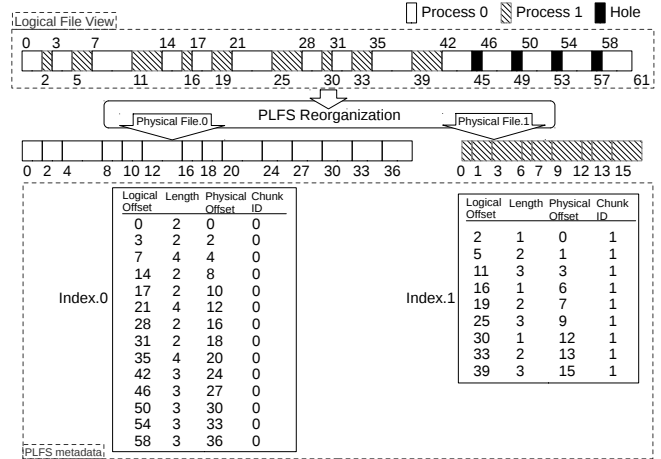 Process 0 Process 1 Hole
Logical File View
0 3 7 14 17 21 28 31 35 42 46 50 54 58
2 5 11 16 19 25 30 33 39 45 49 53 57 61
PLFS Reorganization
Physical File.0
Physical File.1
0 2 4 8 10 12 16 18 20 24 27 30 33 36
0 1 3 6 7 9 12 13 15
Index.0
Logical Offset Length Physical Offset Chunk ID
0 2 0 0
3 2 2 0
7 4 4 0
14 2 8 0
17 2 10 0
21 4 12 0
28 2 16 0
31 2 18 0
35 4 20 0
42 3 24 0
46 3 27 0
50 3 30 0
54 3 33 0
58 3 36 0
Index.1
Logical Offset Length Physical Offset Chunk ID
2 1 0 1
5 2 1 1
11 3 3 1
16 1 6 1
19 2 7 1
25 3 9 1
30 1 12 1
33 2 13 1
39 3 15 1
PLFS metadata